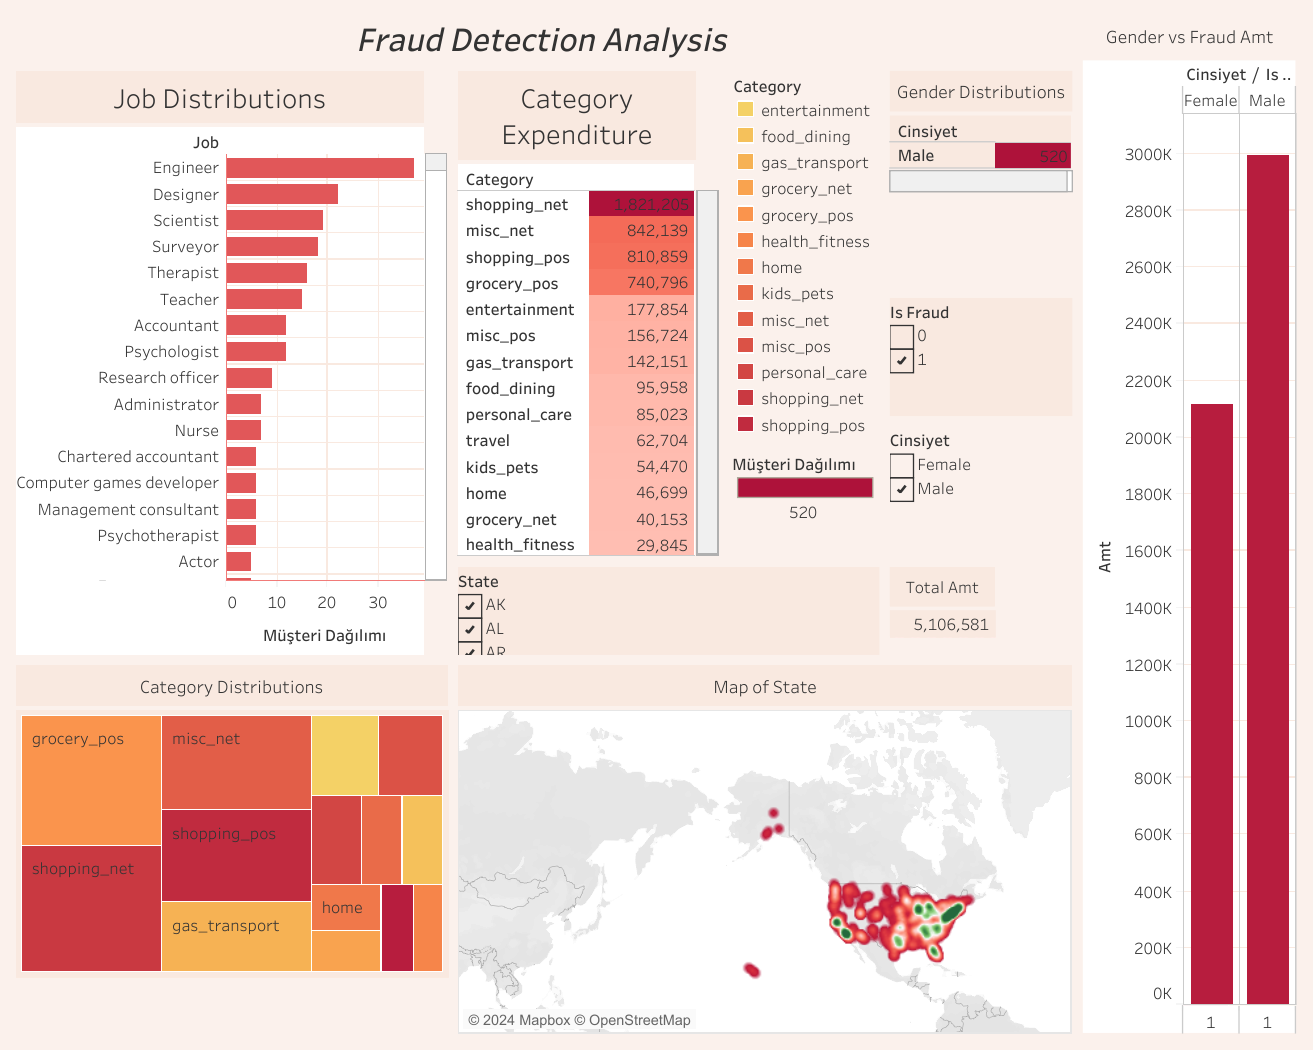 Fraud Detection Analysis
Gender vs Fraud Amt
Job Distributions
Job
Engineer
Designer
Scientist
Surveyor
Therapist
Teacher
Accountant
Psychologist
Research officer
Administrator
Nurse
Chartered accountant
Computer games developer
Management consultant
Psychotherapist
Actor
0 10 20 30
Müşteri Dağılımı
Category
Expenditure
Category
shopping_net 1,821,205
misc_net 842,139
shopping_pos 810,859
grocery_pos 740,796
entertainment 177,854
misc_pos 156,724
gas_transport 142,151
food_dining 95,958
personal_care 85,023
travel 62,704
kids_pets 54,470
home 46,699
grocery_net 40,153
health_fitness 29,845
Category
entertainment
food_dining
gas_transport
grocery_net
grocery_pos
health_fitness
home
kids_pets
misc_net
misc_pos
personal_care
shopping_net
shopping_pos
Müşteri Dağılımı
520
Gender Distributions
Cinsiyet
Male 520
Is Fraud
0
1
Cinsiyet
Female
Male
State
AK
AL
AR
Total Amt
5,106,581
Cinsiyet / Is ..
Female Male
3000K
2800K
2600K
2400K
2200K
2000K
1800K
1600K
1400K
1200K
1000K
800K
600K
400K
200K
0K
Amt
1 1
Category Distributions
grocery_pos
misc_net
shopping_pos
shopping_net
gas_transport
home
Map of State
© 2024 Mapbox © OpenStreetMap